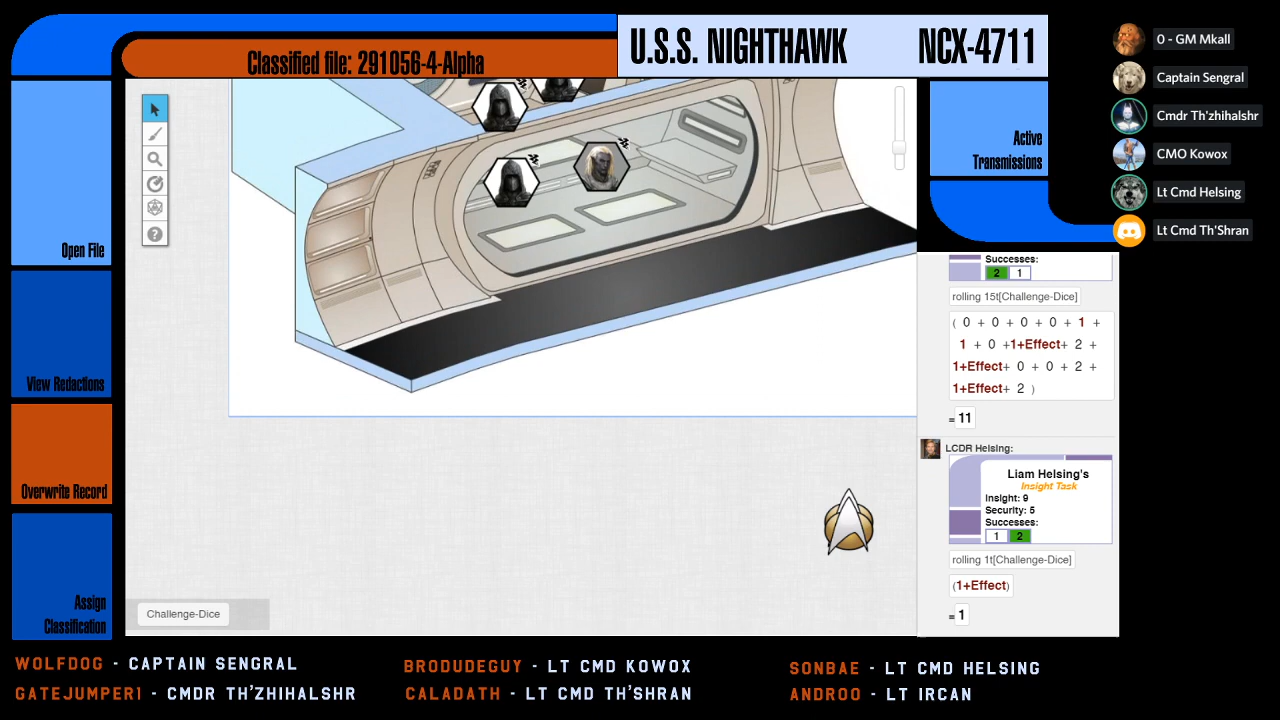 Classified file: 291056-4-Alpha
U.S.S. NIGHTHAWK NCX-4711
Open File
View Redactions
Overwrite Record
Assign
Classification
Active
Transmissions
0 - GM Mkall
Captain Sengral
Cmdr Th'zhihalshr
CMO Kowox
Lt Cmd Helsing
Lt Cmd Th'Shran
Successes:
2 1
rolling 15t[Challenge-Dice]
( 0 + 0 + 0 + 0 + 1 +
1 + 0 +1+Effect+ 2 +
1+Effect+ 0 + 0 + 2 +
1+Effect+ 2 )
=11
LCDR Helsing:
Liam Helsing's
Insight Task
Insight: 9
Security: 5
Successes:
1 2
rolling 1t[Challenge-Dice]
(1+Effect)
=1
Challenge-Dice
WOLFDOG - CAPTAIN SENGRAL
GATEJUMPER1 - CMDR TH'ZHIHALSHR
BRODUDEGUY - LT CMD KOWOX
CALADATH - LT CMD TH'SHRAN
SONBAE - LT CMD HELSING
ANDROO - LT IRCAN